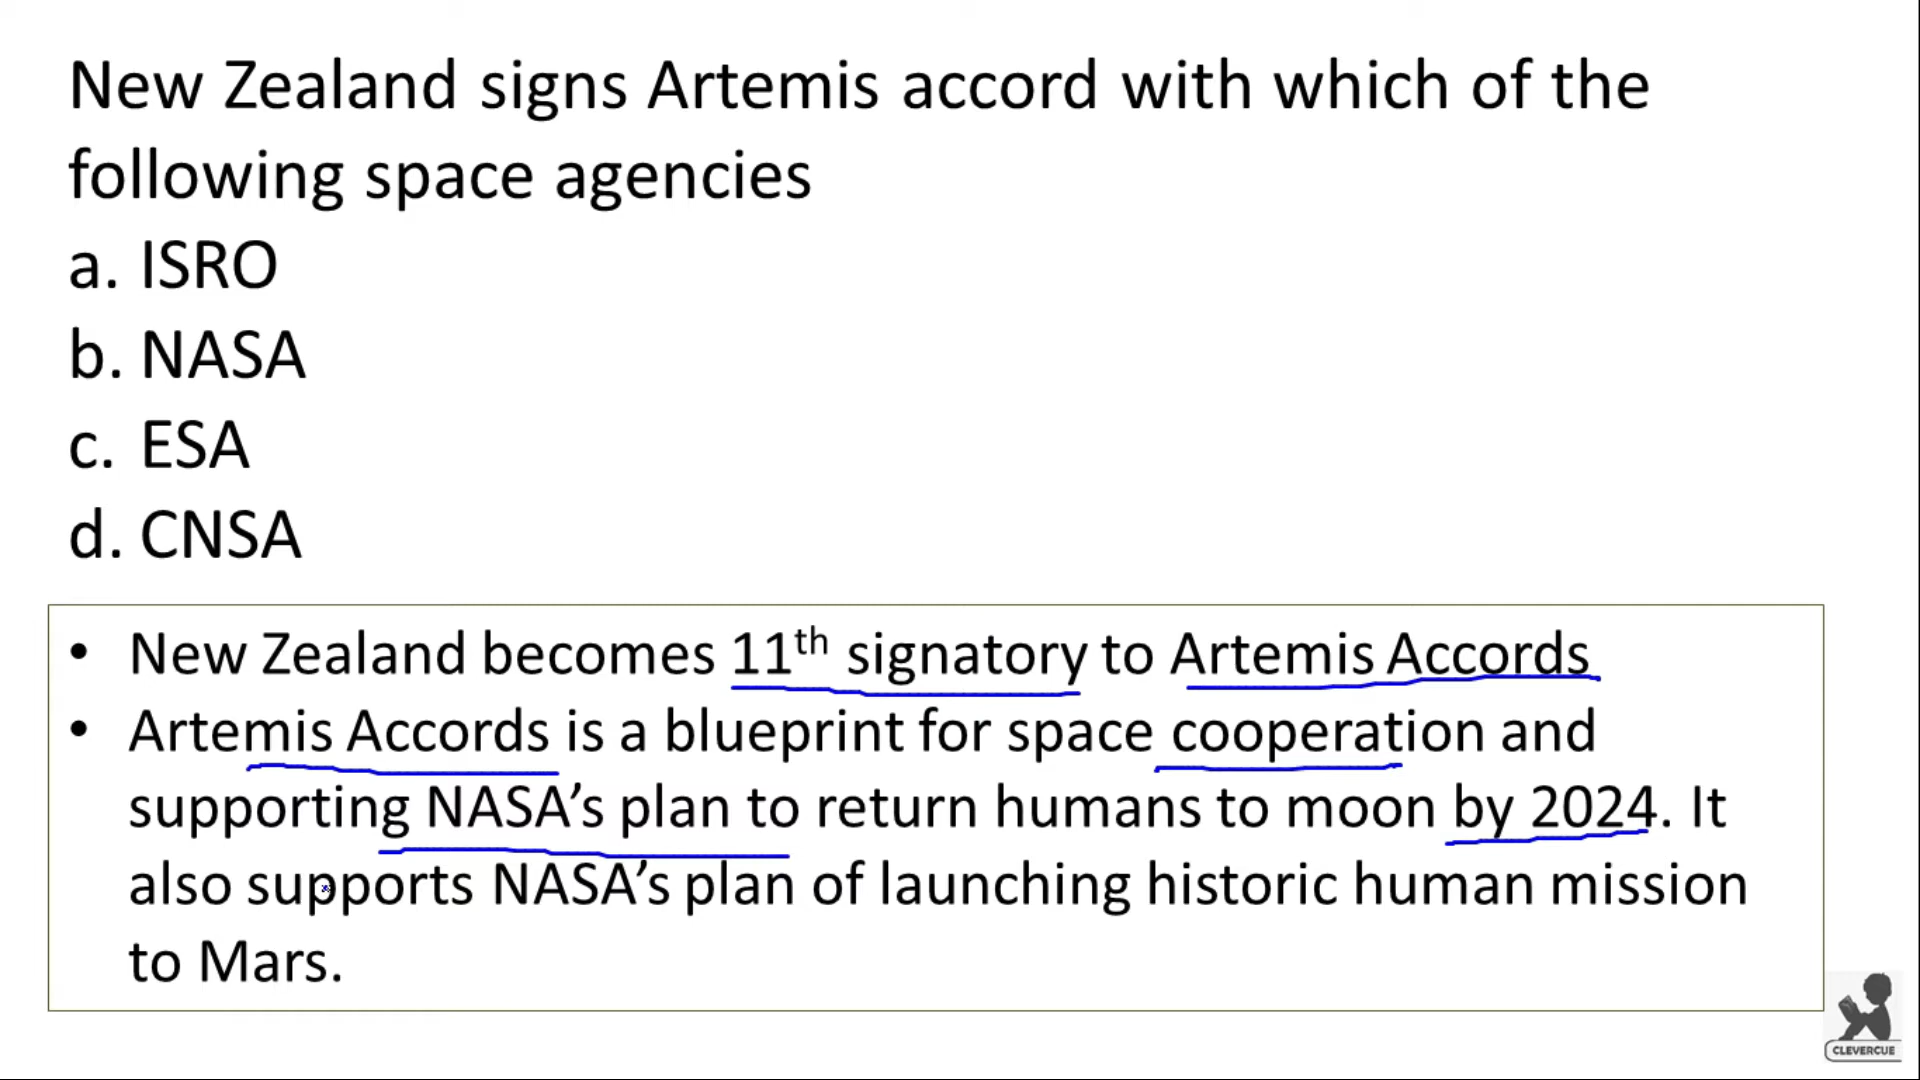 New Zealand signs Artemis accord with which of the
following space agencies
a. ISRO
b. NASA
c. ESA
d. CNSA
• New Zealand becomes 11th signatory to Artemis Accords
• Artemis Accords is a blueprint for space cooperation and
supporting NASA’s plan to return humans to moon by 2024. It
also supports NASA’s plan of launching historic human mission
to Mars.
CLEVERCUE